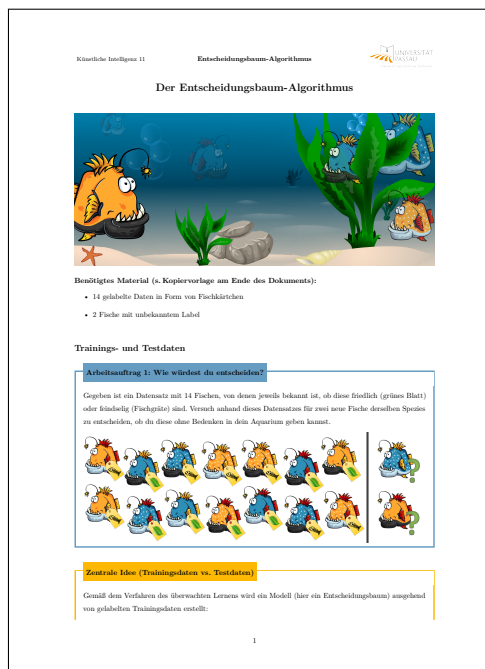 Künstliche Intelligenz 11
Entscheidungsbaum-Algorithmus
UNIVERSITÄT
PASSAU
Der Entscheidungsbaum-Algorithmus
Benötigtes Material (s. Kopiervorlage am Ende des Dokuments):
• 14 gelabelte Daten in Form von Fischkärtchen
• 2 Fische mit unbekanntem Label
Trainings- und Testdaten
Arbeitsauftrag 1: Wie würdest du entscheiden?
Gegeben ist ein Datensatz mit 14 Fischen, von denen jeweils bekannt ist, ob diese friedlich (grünes Blatt)
oder feindselig (Fischgräte) sind. Versuch anhand dieses Datensatzes für zwei neue Fische derselben Spezies
zu entscheiden, ob du diese ohne Bedenken in dein Aquarium geben kannst.
?
?
Zentrale Idee (Trainingsdaten vs. Testdaten)
Gemäß dem Verfahren des überwachten Lernens wird ein Modell (hier ein Entscheidungsbaum) ausgehend
von gelabelten Trainingsdaten erstellt:
1